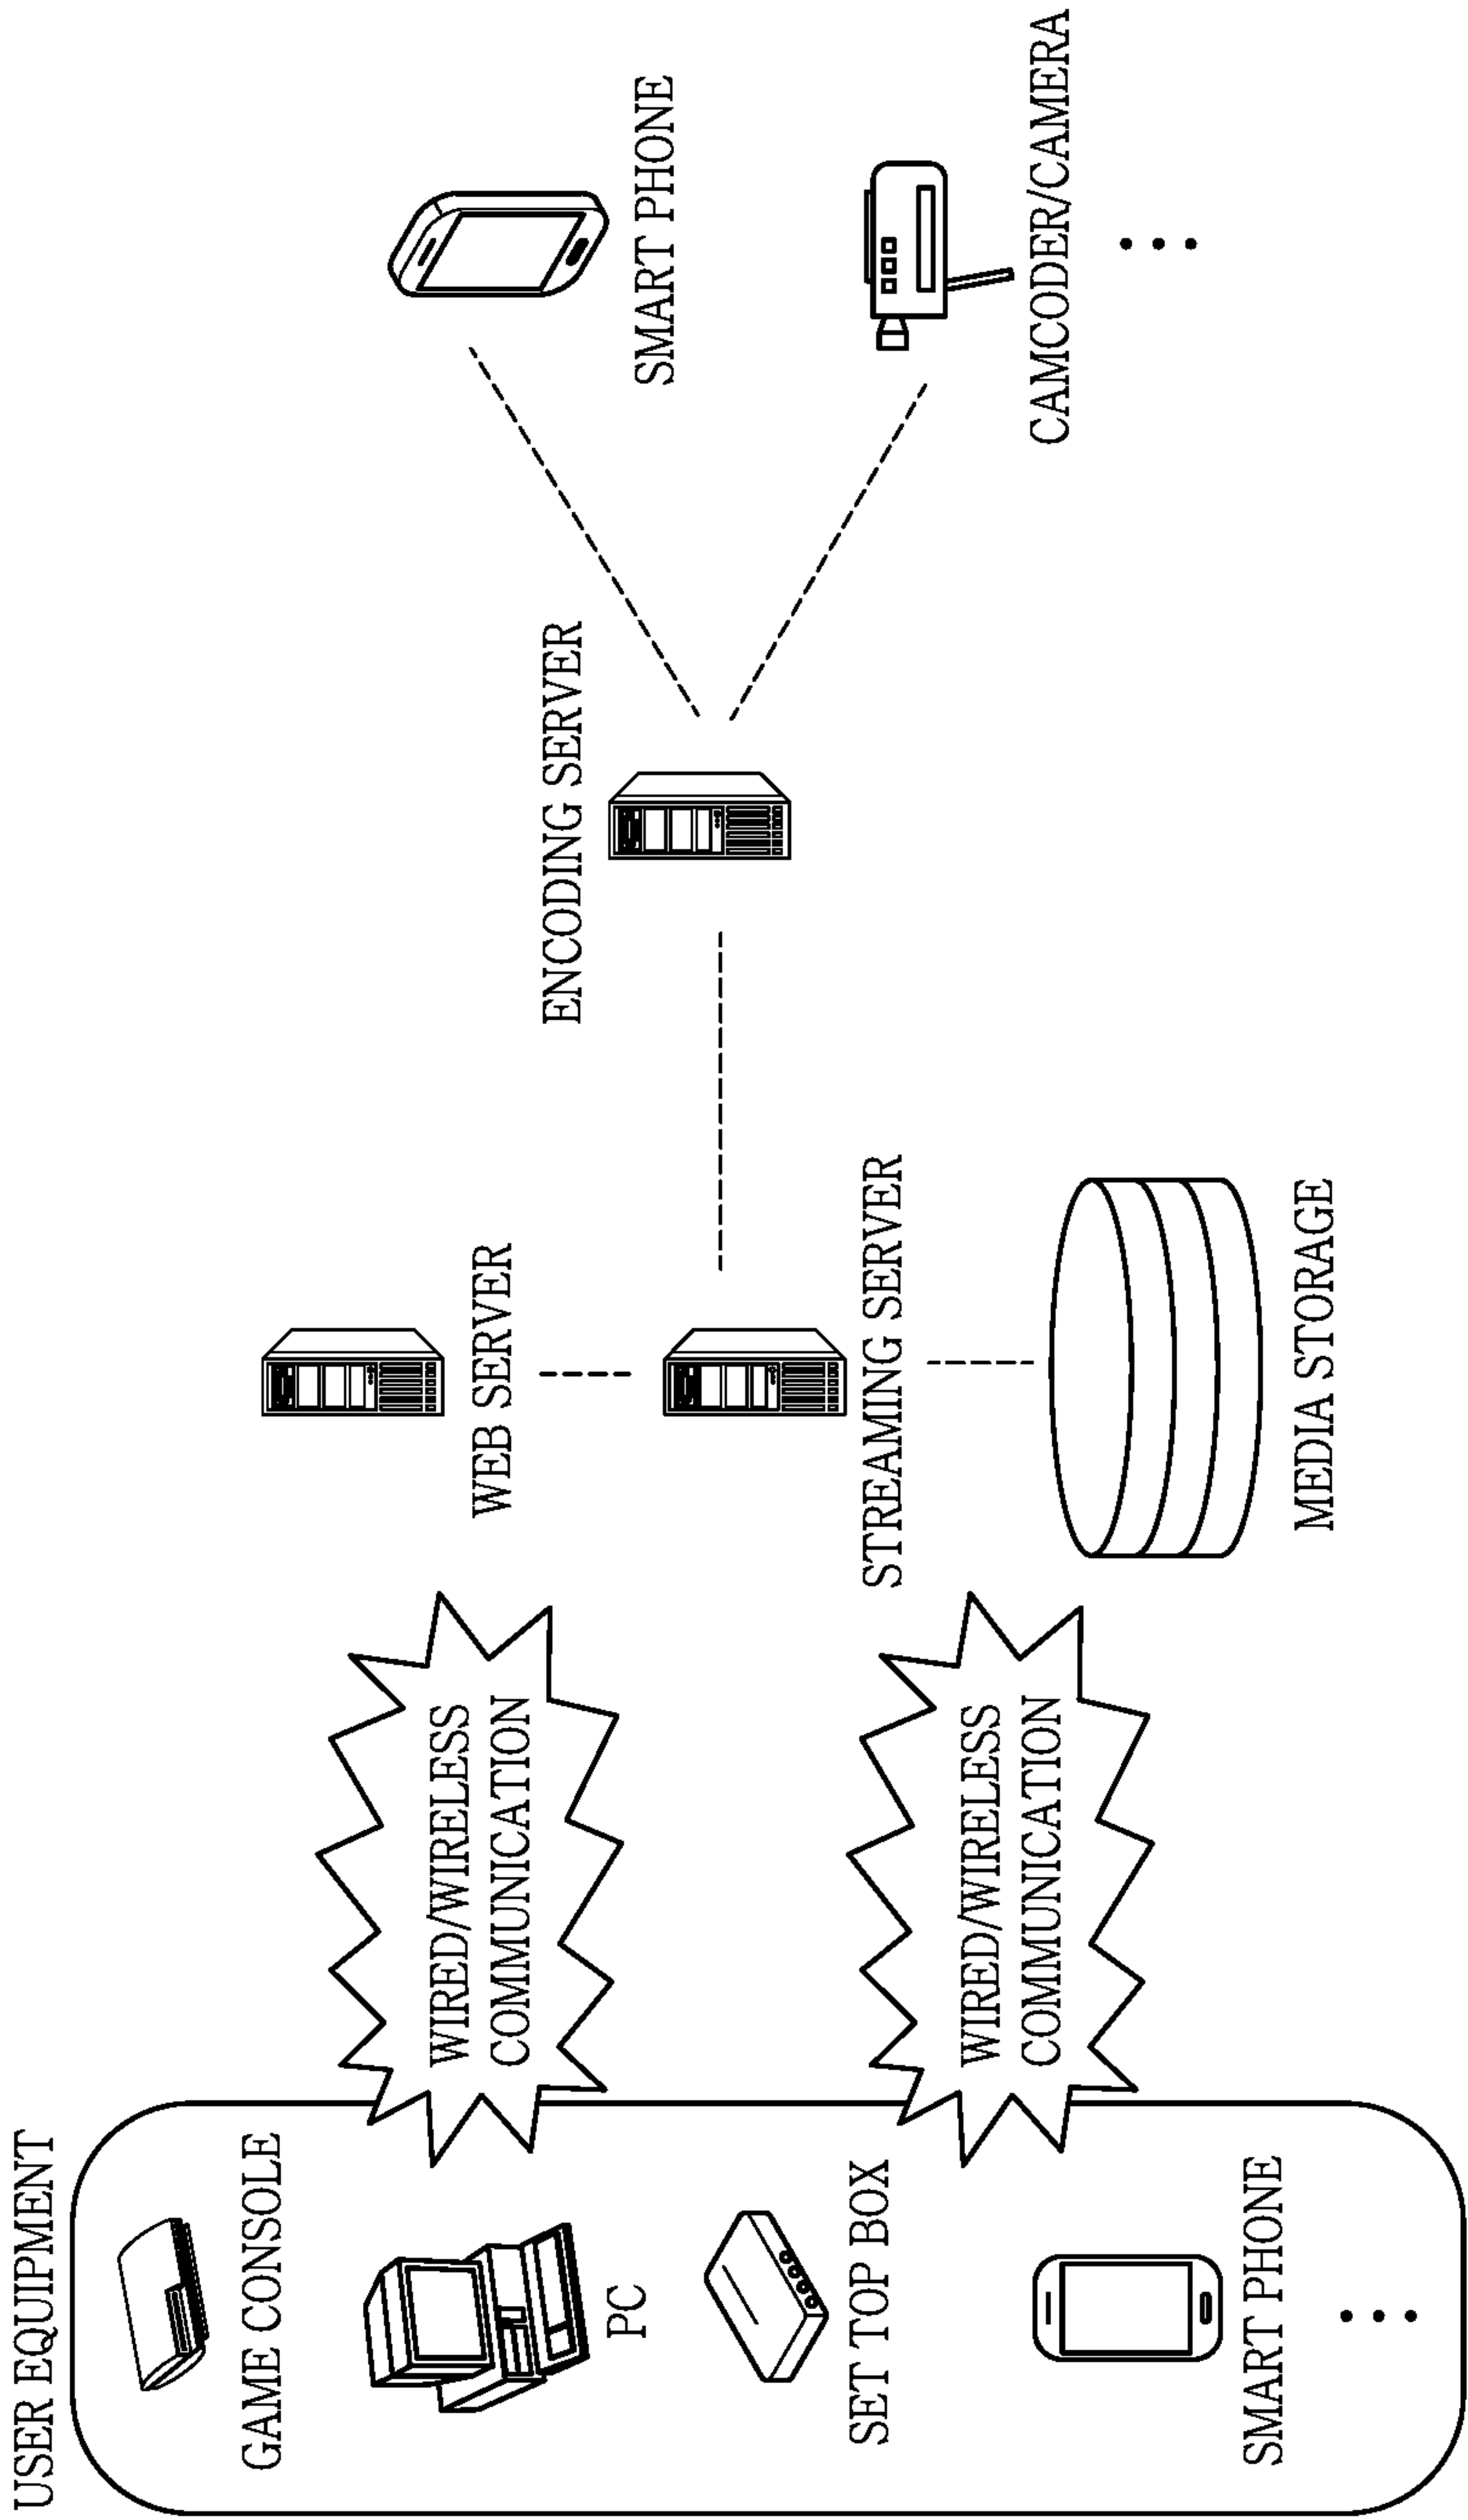 USER EQUIPMENT
GAME CONSOLE
PC
SET TOP BOX
SMART PHONE
WIRED/WIRELESS
COMMUNICATION
WIRED/WIRELESS
COMMUNICATION
WEB SERVER
STREAMING SERVER
MEDIA STORAGE
ENCODING SERVER
SMART PHONE
CAMCODER/CAMERA